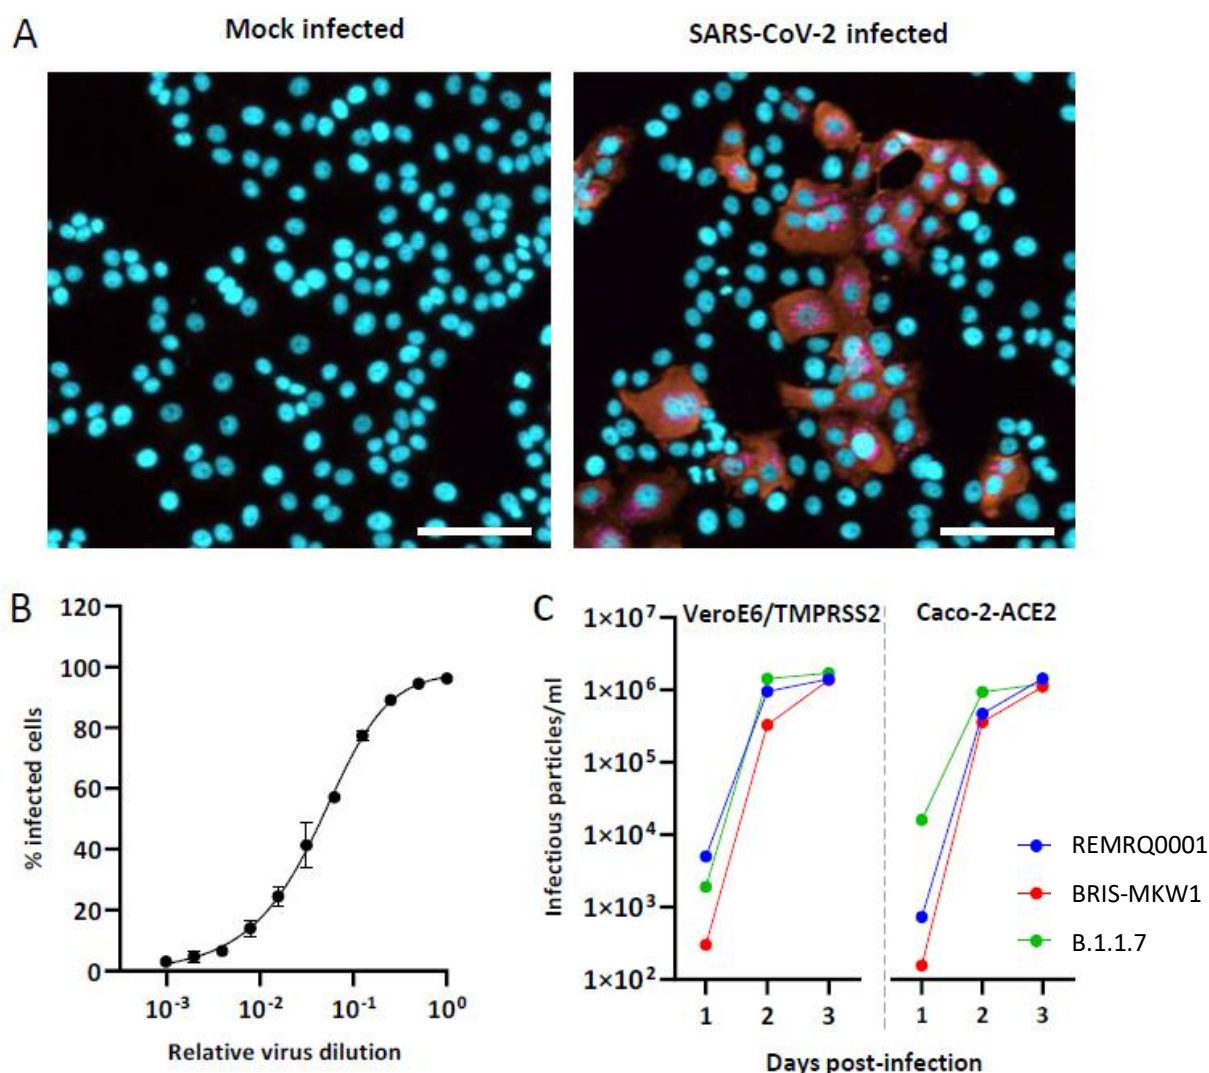 A
Mock infected
SARS-CoV-2 infected
B
120
100
80
60
40
20
0
% infected cells
10⁻³
10⁻²
10⁻¹
10⁰
Relative virus dilution
C
VeroE6/TMPRSS2
Caco-2-ACE2
1×10⁷
1×10⁶
1×10⁵
1×10⁴
1×10³
1×10²
Infectious particles/ml
REMRQ0001
BRIS-MKW1
B.1.1.7
1
2
3
1
2
3
Days post-infection